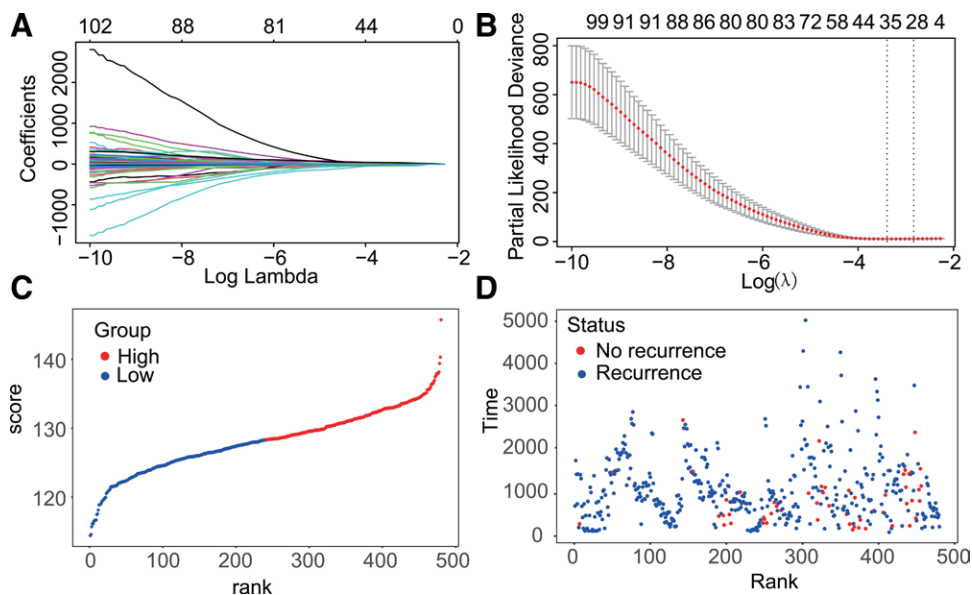 A
102 88 81 44 0
Coefficients
2000
1000
0
−1000
−10 −8 −6 −4 −2
Log Lambda
B
99 91 91 88 86 80 80 83 72 58 44 35 28 4
Partial Likelihood Deviance
800
600
400
200
0
−10 −8 −6 −4 −2
Log(λ)
C
Group
High
Low
score
140
130
120
0 100 200 300 400 500
rank
D
Status
No recurrence
Recurrence
Time
5000
4000
3000
2000
1000
0
0 100 200 300 400 500
Rank